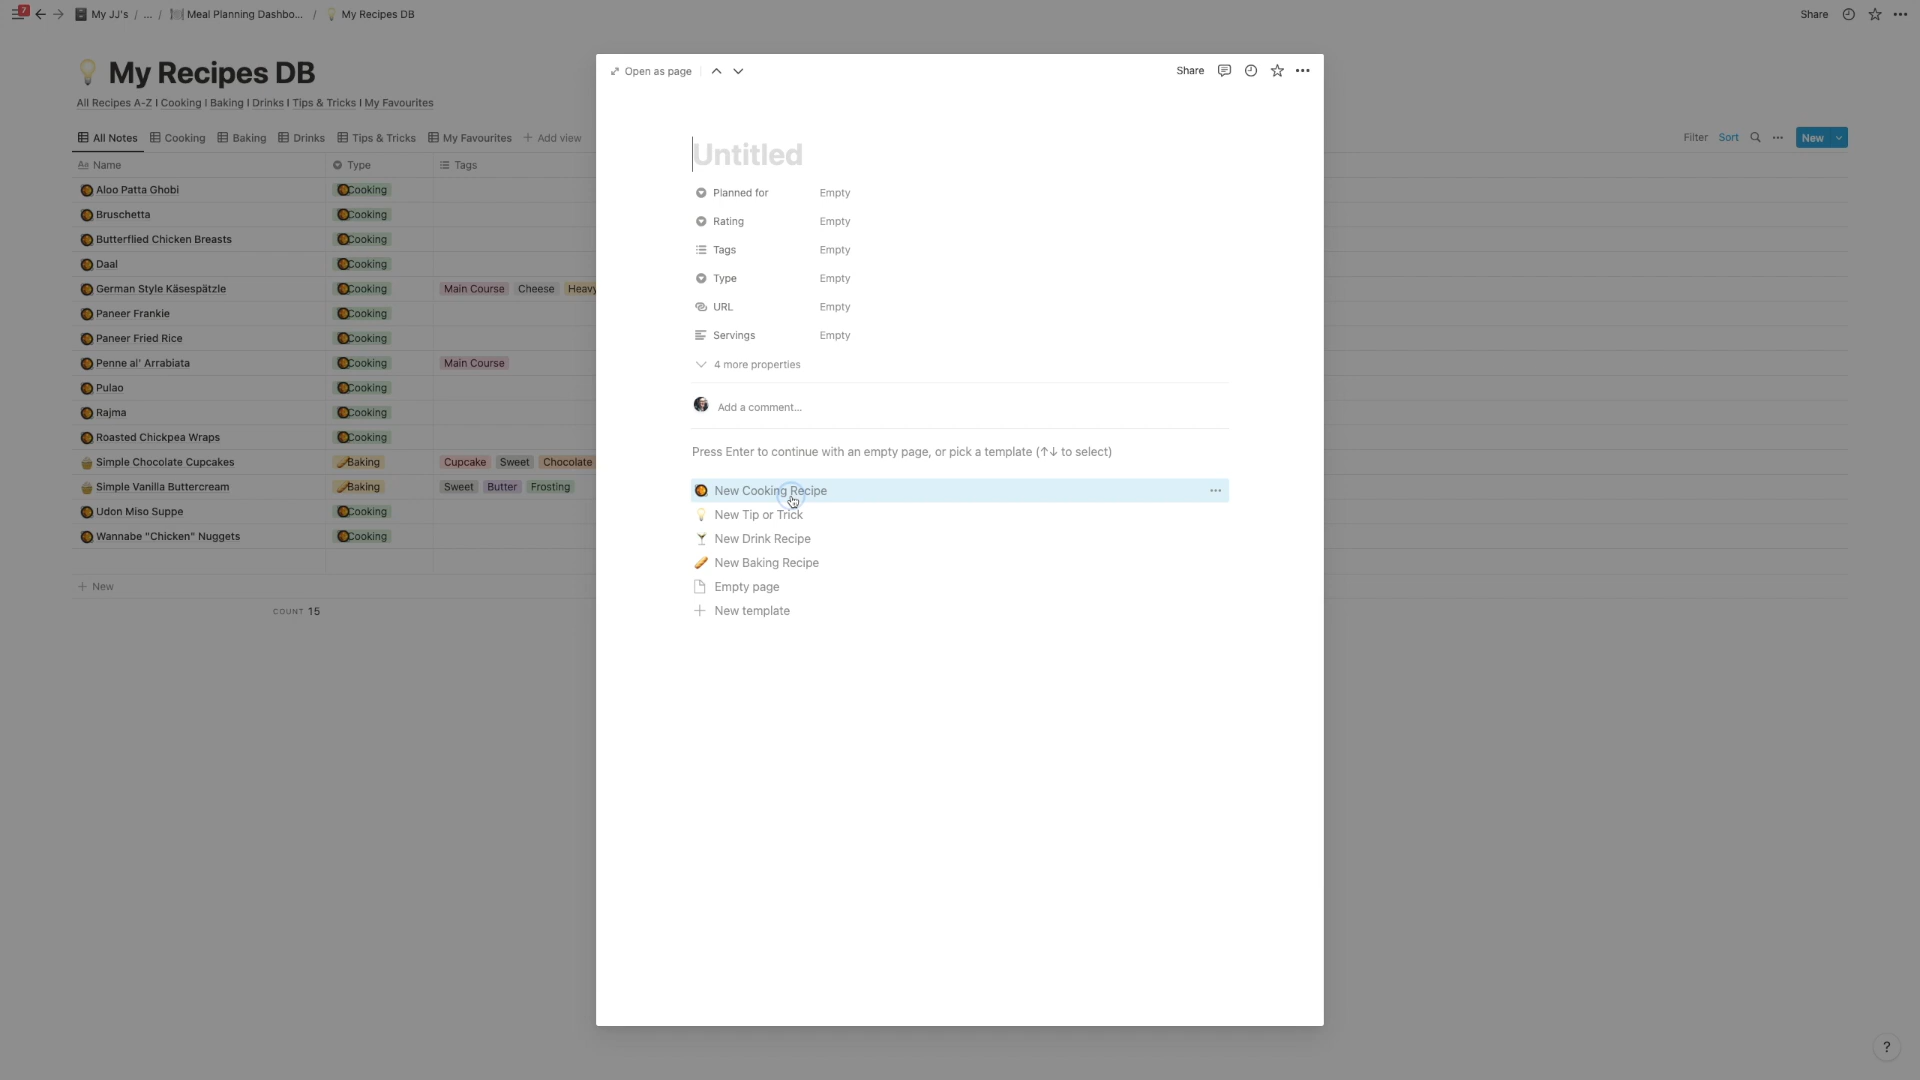 7
My JJ's / ... / Meal Planning Dashbo... / My Recipes DB
Share
My Recipes DB
All Recipes A-Z I Cooking I Baking I Drinks I Tips & Tricks I My Favourites
All Notes Cooking Baking Drinks Tips & Tricks My Favourites + Add view
Filter Sort ••• New
Aa Name Type Tags
Aloo Patta Ghobi Cooking
Bruschetta Cooking
Butterflied Chicken Breasts Cooking
Daal Cooking
German Style Käsespätzle Cooking Main Course Cheese Heavy
Paneer Frankie Cooking
Paneer Fried Rice Cooking
Penne al' Arrabiata Cooking Main Course
Pulao Cooking
Rajma Cooking
Roasted Chickpea Wraps Cooking
Simple Chocolate Cupcakes Baking Cupcake Sweet Chocolate
Simple Vanilla Buttercream Baking Sweet Butter Frosting
Udon Miso Suppe Cooking
Wannabe "Chicken" Nuggets Cooking
+ New
COUNT 15
Open as page
Share
Untitled
Planned for Empty
Rating Empty
Tags Empty
Type Empty
URL Empty
Servings Empty
4 more properties
Add a comment...
Press Enter to continue with an empty page, or pick a template (↑↓ to select)
New Cooking Recipe
New Tip or Trick
New Drink Recipe
New Baking Recipe
Empty page
+ New template
?